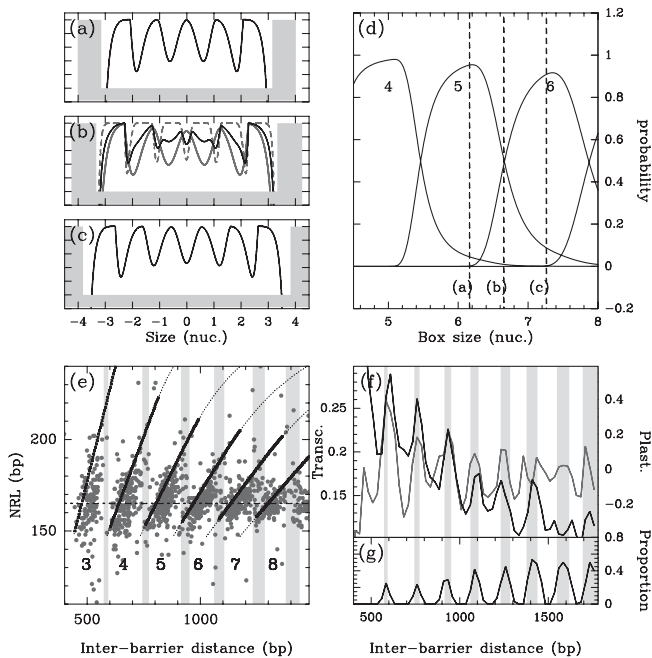 (a)
(b)
(c)
−4 −3 −2 −1 0 1 2 3 4
Size (nuc.)
(d)
4 5 6
(a) (b) (c)
1.2
1
0.8
0.6
0.4
0.2
0
−0.2
probability
5 6 7 8
Box size (nuc.)
(e)
200
150
NRL (bp)
3 4 5 6 7 8
500 1000
Inter−barrier distance (bp)
(f)
0.25
0.2
0.15
Transc.
0.4
0.2
0
−0.2
Plast.
(g)
0.8
0.4
0
Proportion
500 1000 1500
Inter−barrier distance (bp)